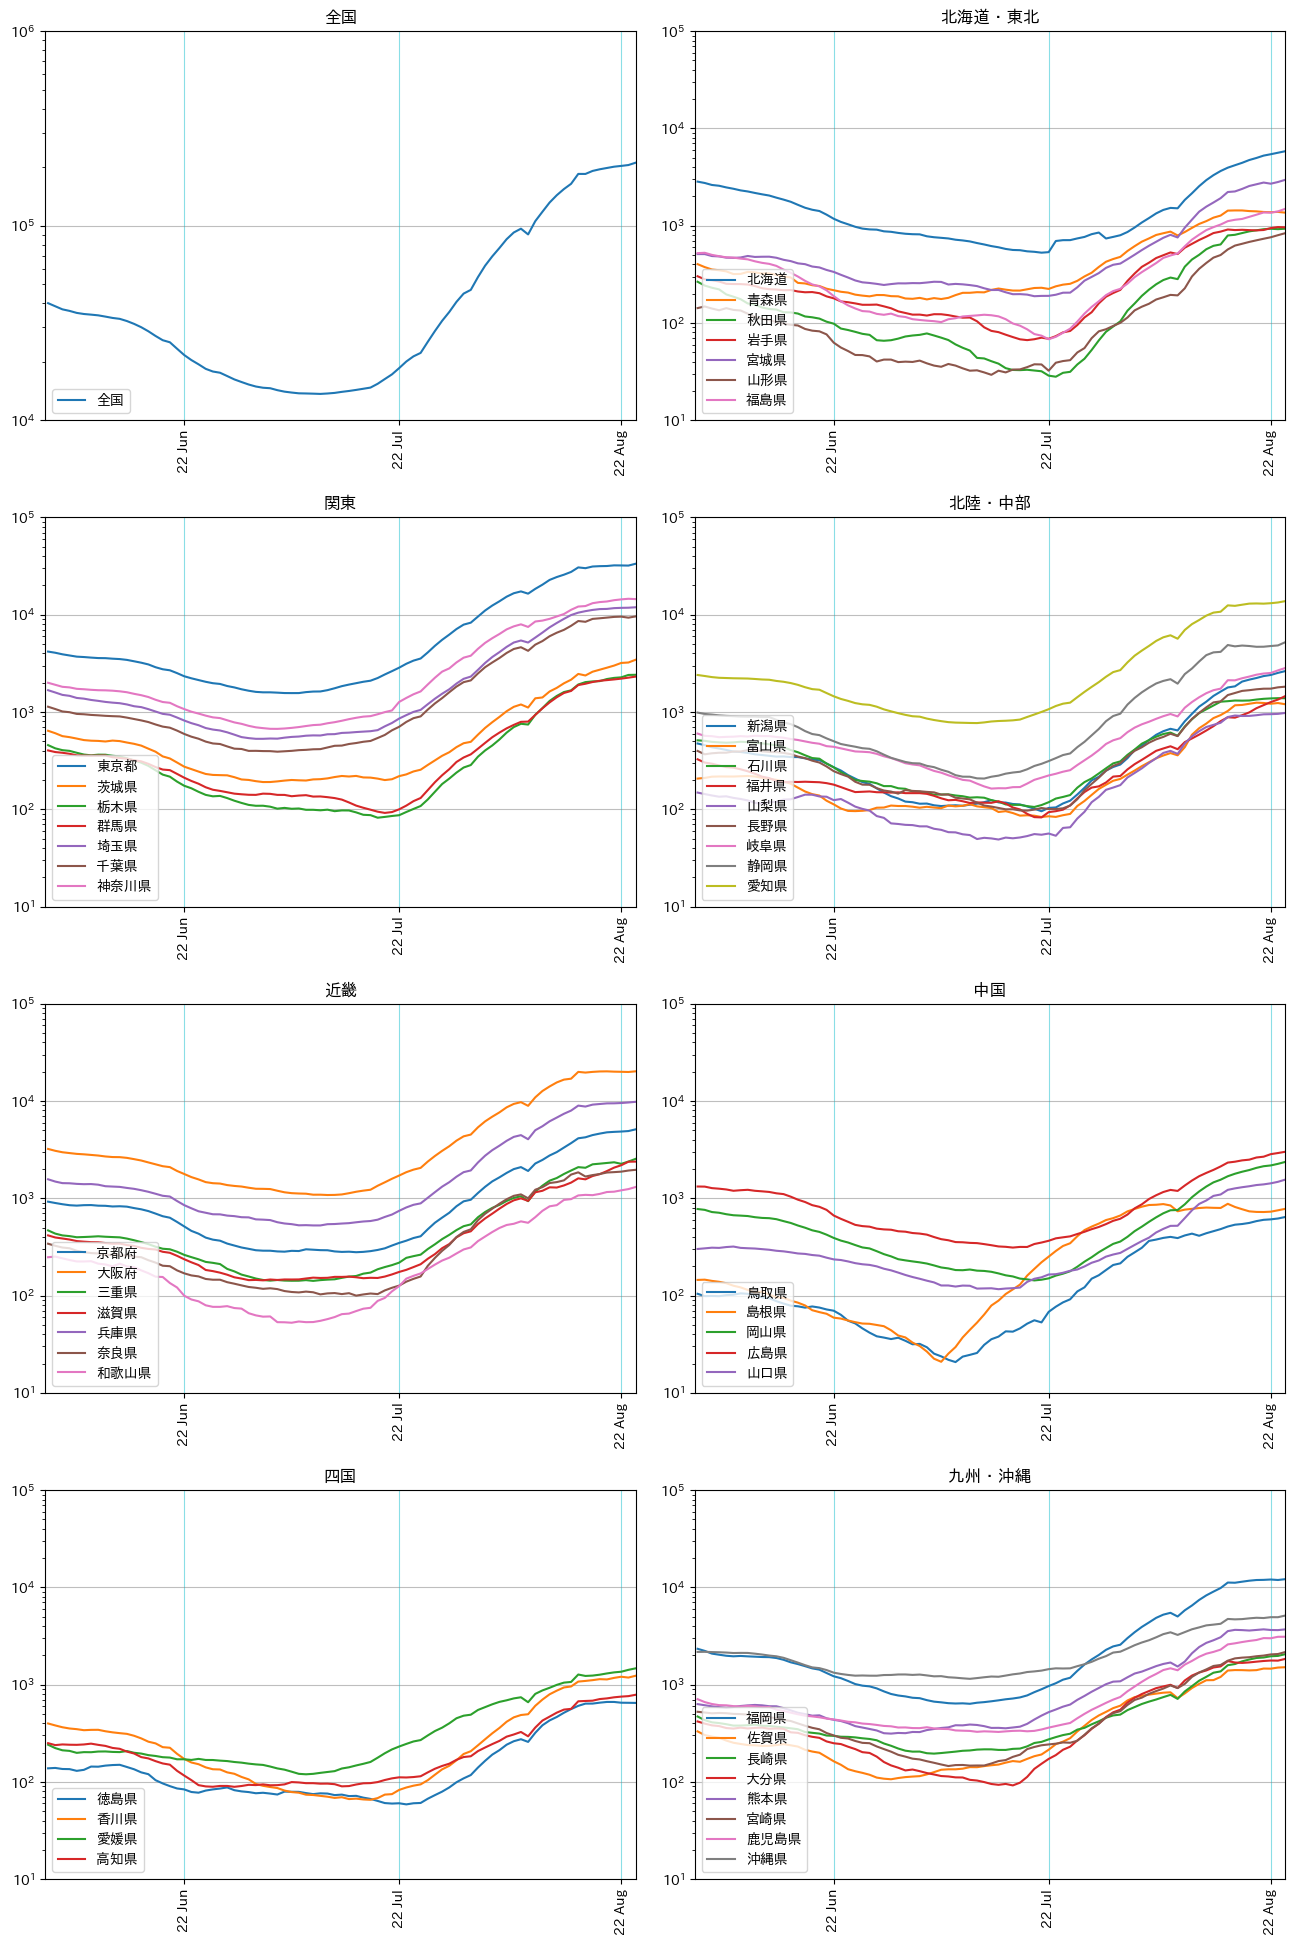 全国
10^6
10^5
10^4
全国
22 Jun
22 Jul
22 Aug
北海道・東北
10^5
10^4
10^3
10^2
10^1
北海道
青森県
秋田県
岩手県
宮城県
山形県
福島県
22 Jun
22 Jul
22 Aug
関東
10^5
10^4
10^3
10^2
10^1
東京都
茨城県
栃木県
群馬県
埼玉県
千葉県
神奈川県
22 Jun
22 Jul
22 Aug
北陸・中部
10^5
10^4
10^3
10^2
10^1
新潟県
富山県
石川県
福井県
山梨県
長野県
岐阜県
静岡県
愛知県
22 Jun
22 Jul
22 Aug
近畿
10^5
10^4
10^3
10^2
10^1
京都府
大阪府
三重県
滋賀県
兵庫県
奈良県
和歌山県
22 Jun
22 Jul
22 Aug
中国
10^5
10^4
10^3
10^2
10^1
鳥取県
島根県
岡山県
広島県
山口県
22 Jun
22 Jul
22 Aug
四国
10^5
10^4
10^3
10^2
10^1
徳島県
香川県
愛媛県
高知県
22 Jun
22 Jul
22 Aug
九州・沖縄
10^5
10^4
10^3
10^2
10^1
福岡県
佐賀県
長崎県
大分県
熊本県
宮崎県
鹿児島県
沖縄県
22 Jun
22 Jul
22 Aug